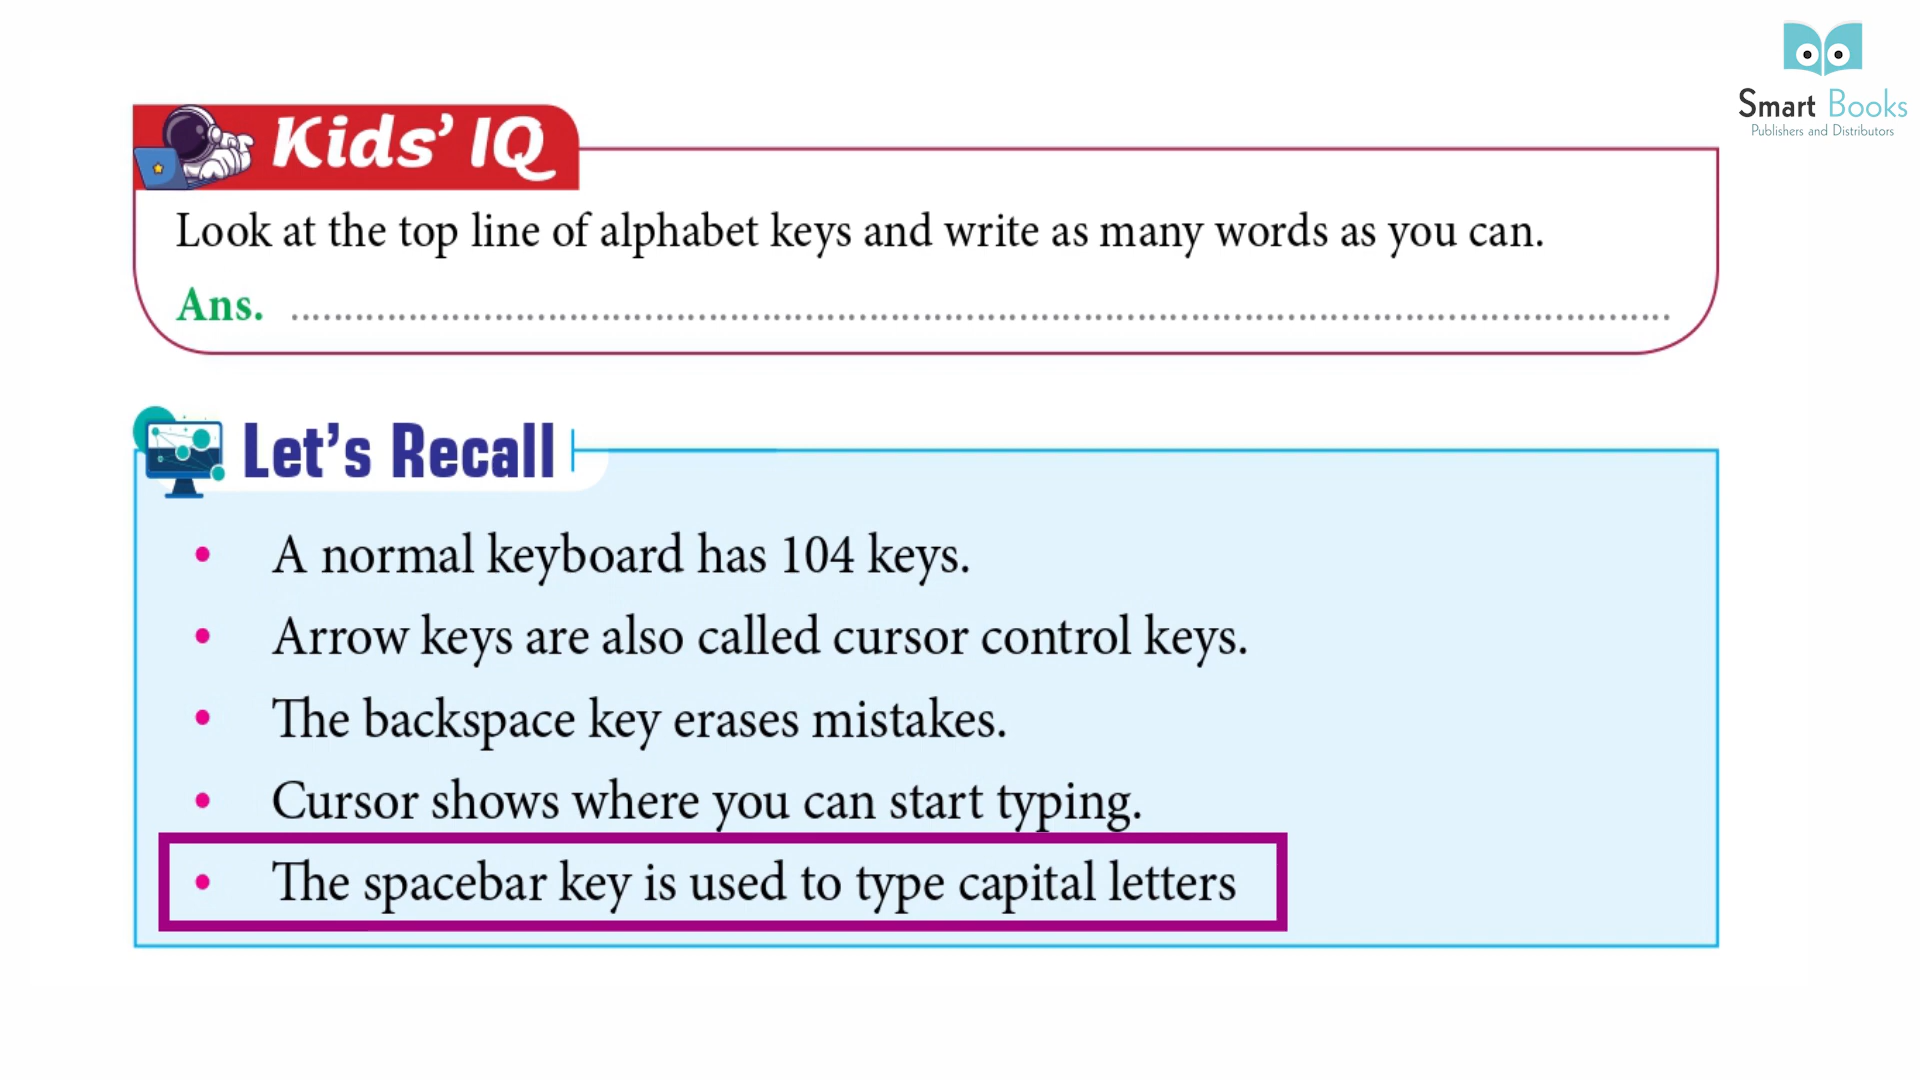 Smart Books
Publishers and Distributors
Kids' IQ
Look at the top line of alphabet keys and write as many words as you can.
Ans. ........................................................................................................
Let's Recall
• A normal keyboard has 104 keys.
• Arrow keys are also called cursor control keys.
• The backspace key erases mistakes.
• Cursor shows where you can start typing.
• The spacebar key is used to type capital letters